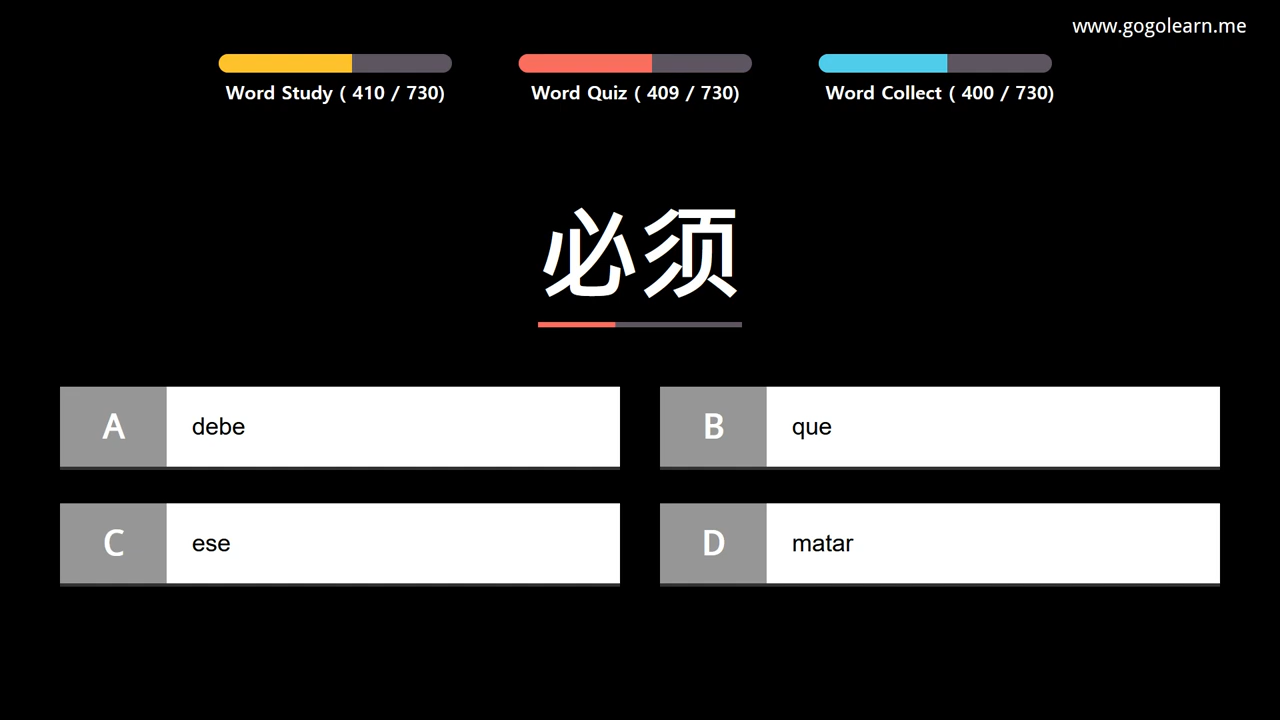 www.gogolearn.me
Word Study ( 410 / 730)
Word Quiz ( 409 / 730)
Word Collect ( 400 / 730)
必须
A debe
B que
C ese
D matar